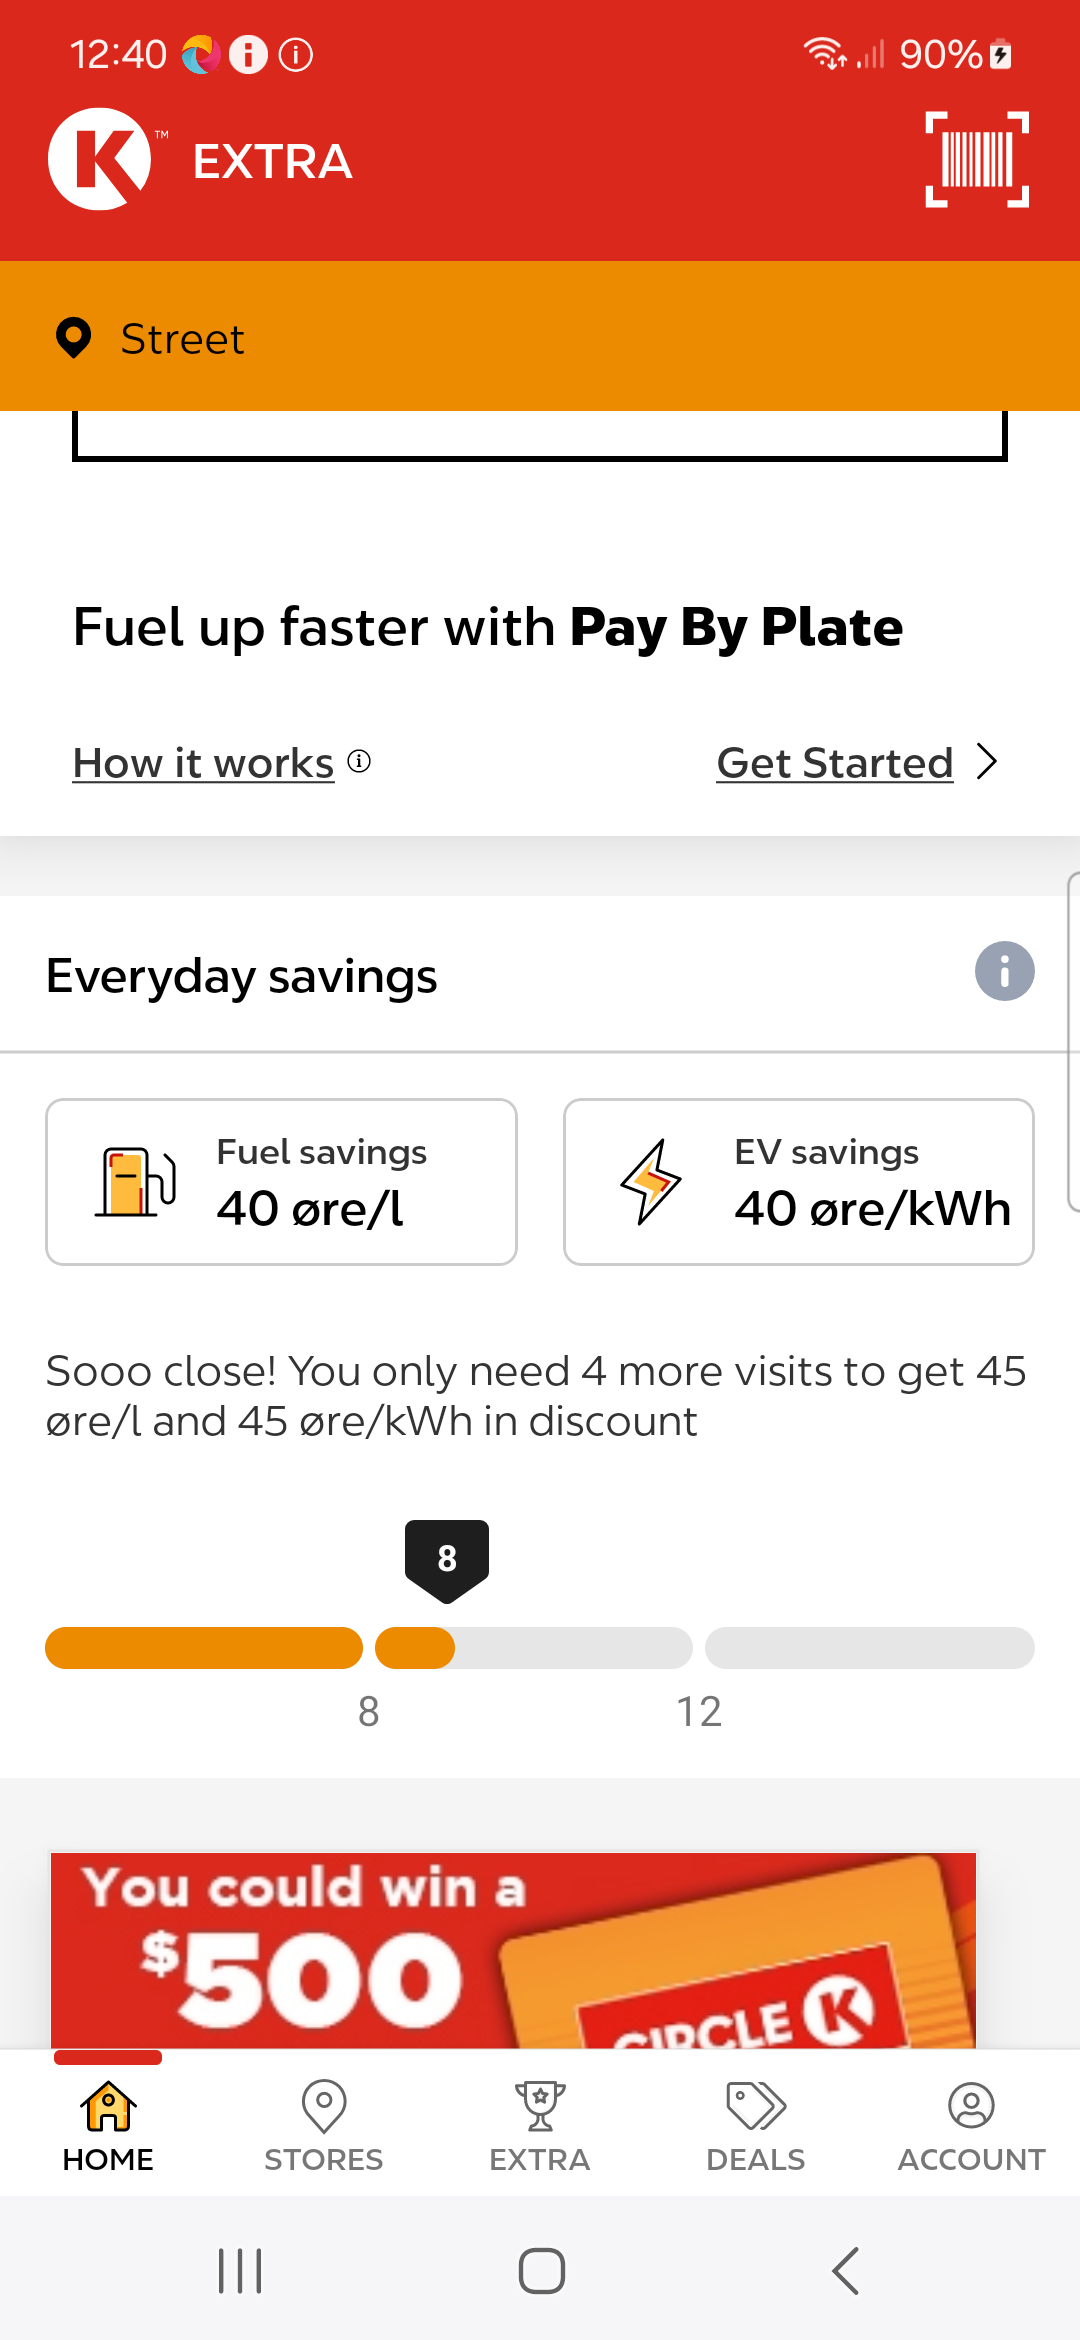 12:40
90%
K™ EXTRA
Street
Fuel up faster with Pay By Plate
How it works
Get Started
Everyday savings
Fuel savings
40 øre/l
EV savings
40 øre/kWh
Sooo close! You only need 4 more visits to get 45
øre/l and 45 øre/kWh in discount
8
8
12
You could win a
$500
CIRCLE K
HOME
STORES
EXTRA
DEALS
ACCOUNT